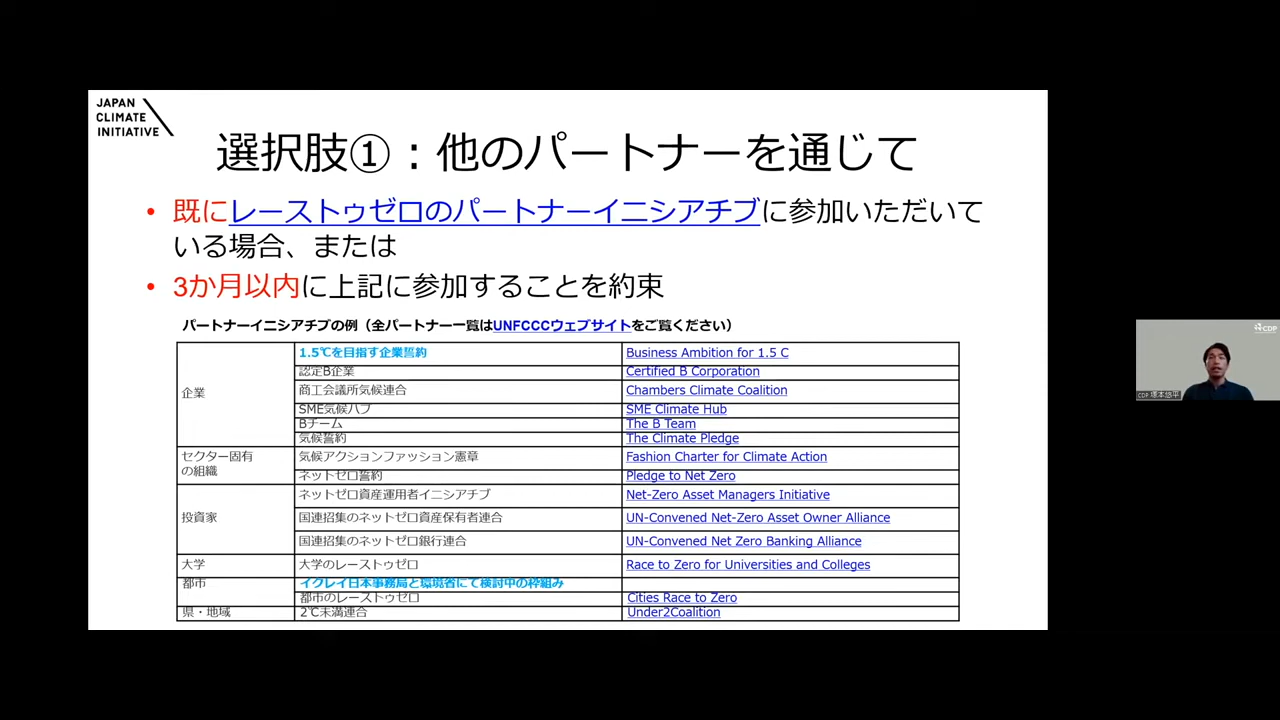 JAPAN
CLIMATE
INITIATIVE
選択肢①：他のパートナーを通じて
• 既にレーストゥゼロのパートナーイニシアチブに参加いただいて
いる場合、または
• 3か月以内に上記に参加することを約束
パートナーイニシアチブの例（全パートナー一覧はUNFCCCウェブサイトをご覧ください）
企業
1.5℃を目指す企業誓約 Business Ambition for 1.5 C
認定B企業 Certified B Corporation
商工会議所気候連合 Chambers Climate Coalition
SME気候ハブ SME Climate Hub
Bチーム The B Team
気候誓約 The Climate Pledge
セクター固有
の組織
気候アクションファッション憲章 Fashion Charter for Climate Action
ネットゼロ誓約 Pledge to Net Zero
投資家
ネットゼロ資産運用者イニシアチブ Net-Zero Asset Managers Initiative
国連招集のネットゼロ資産保有者連合 UN-Convened Net-Zero Asset Owner Alliance
国連招集のネットゼロ銀行連合 UN-Convened Net Zero Banking Alliance
大学 大学のレーストゥゼロ Race to Zero for Universities and Colleges
都市 イクレイ日本事務局と環境省にて検討中の枠組み
都市のレーストゥゼロ Cities Race to Zero
県・地域 2℃未満連合 Under2Coalition
CDP
CDP 塚本悠平